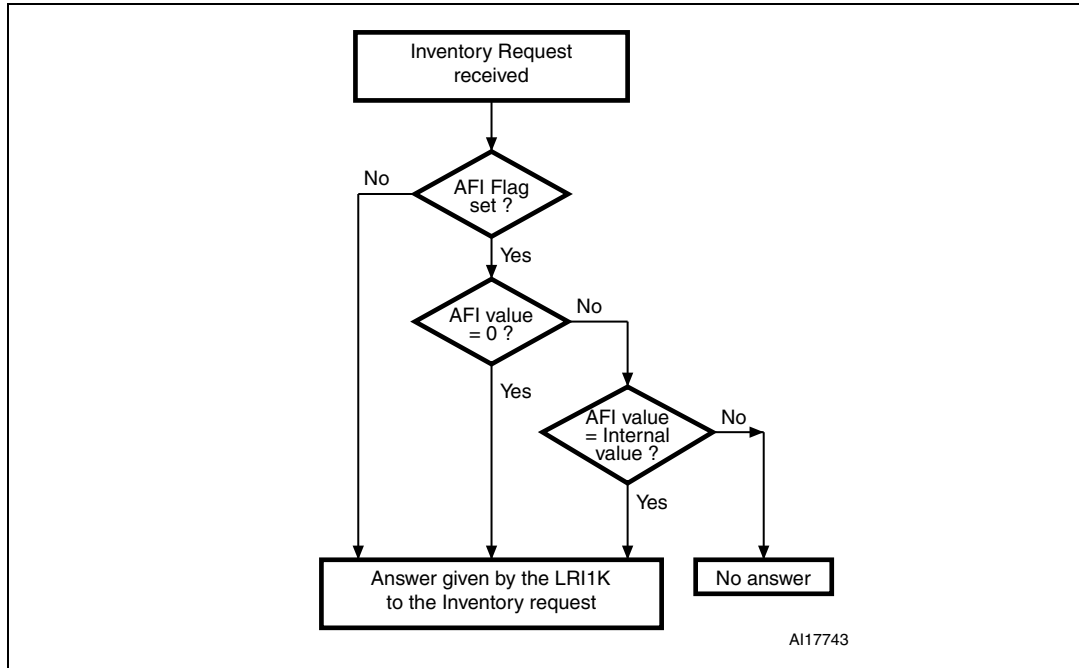 Inventory Request
received
No
AFI Flag
set ?
Yes
AFI value
= 0 ?
No
Yes
AFI value
= Internal
value ?
No
Yes
Answer given by the LRI1K
to the Inventory request
No answer
AI17743